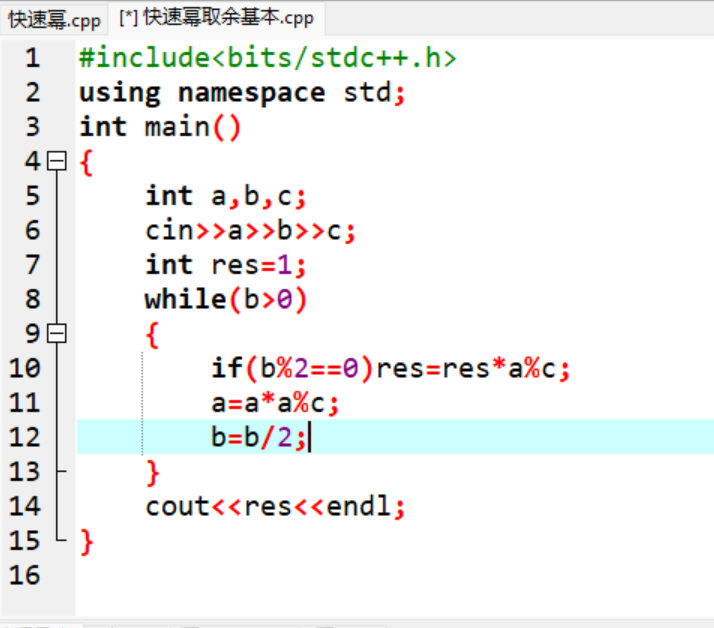 快速幂.cpp [*] 快速幂取余基本.cpp
1 #include<bits/stdc++.h>
2 using namespace std;
3 int main()
4 {
5 int a,b,c;
6 cin>>a>>b>>c;
7 int res=1;
8 while(b>0)
9 {
10 if(b%2==0)res=res*a%c;
11 a=a*a%c;
12 b=b/2;
13 }
14 cout<<res<<endl;
15 }
16